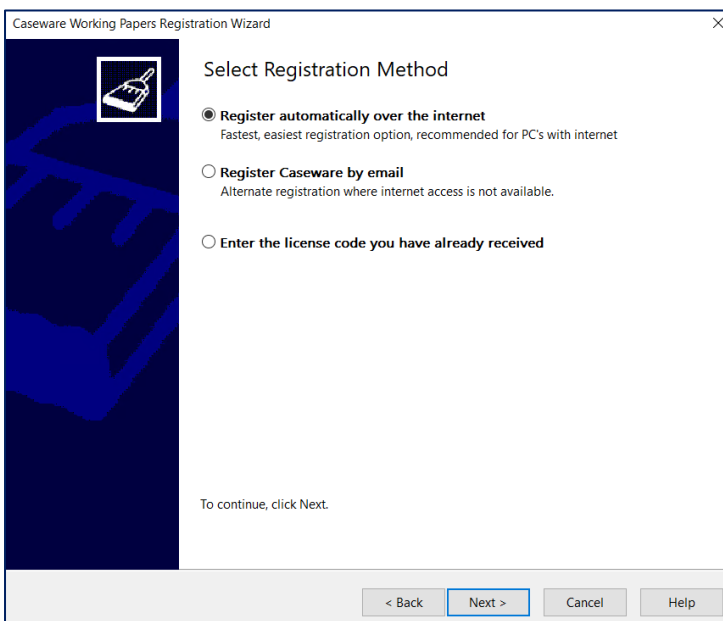 Caseware Working Papers Registration Wizard
Select Registration Method
Register automatically over the internet
Fastest, easiest registration option, recommended for PC's with internet
Register Caseware by email
Alternate registration where internet access is not available.
Enter the license code you have already received
To continue, click Next.
< Back Next > Cancel Help